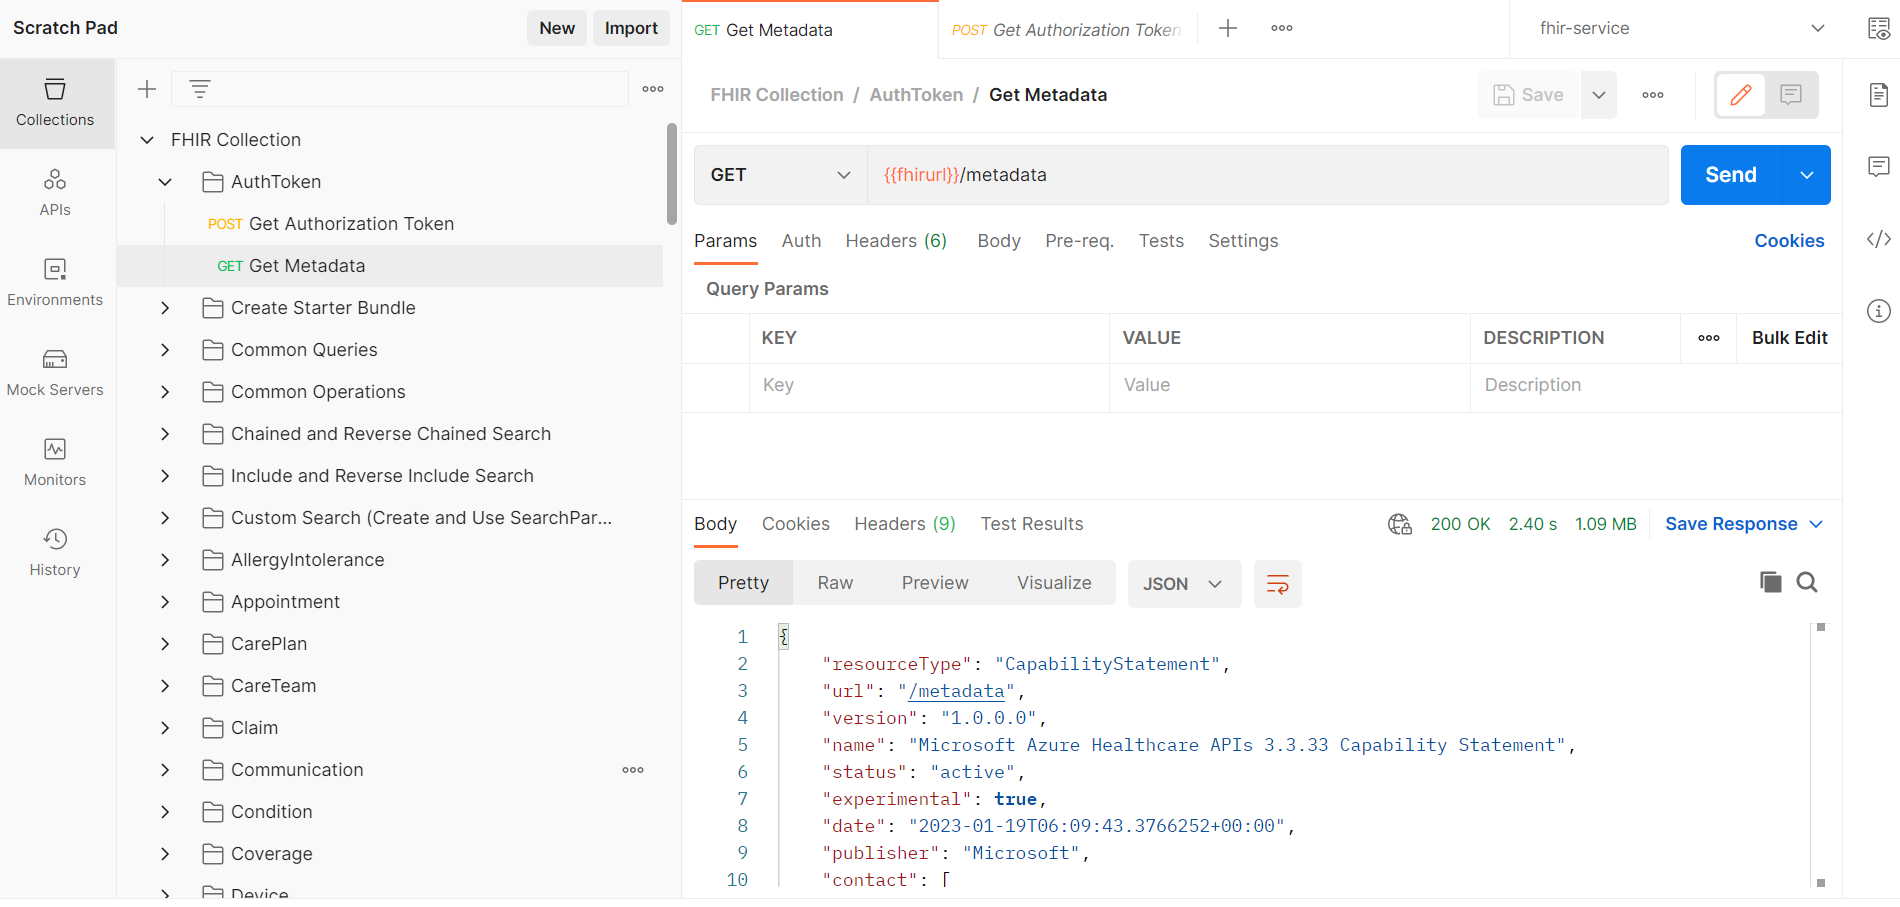 Scratch Pad
New
Import
GET Get Metadata
POST Get Authorization Token
fhir-service
Collections
APIs
Environments
Mock Servers
Monitors
History
FHIR Collection
AuthToken
POST Get Authorization Token
GET Get Metadata
Create Starter Bundle
Common Queries
Common Operations
Chained and Reverse Chained Search
Include and Reverse Include Search
Custom Search (Create and Use SearchPar...
AllergyIntolerance
Appointment
CarePlan
CareTeam
Claim
Communication
Condition
Coverage
Device
FHIR Collection / AuthToken / Get Metadata
Save
GET
{{fhirurl}}/metadata
Send
Params Auth Headers (6) Body Pre-req. Tests Settings
Cookies
Query Params
KEY VALUE DESCRIPTION
Bulk Edit
Key Value Description
Body Cookies Headers (9) Test Results
200 OK 2.40 s 1.09 MB
Save Response
Pretty Raw Preview Visualize
JSON
1 {
2 "resourceType": "CapabilityStatement",
3 "url": "/metadata",
4 "version": "1.0.0.0",
5 "name": "Microsoft Azure Healthcare APIs 3.3.33 Capability Statement",
6 "status": "active",
7 "experimental": true,
8 "date": "2023-01-19T06:09:43.3766252+00:00",
9 "publisher": "Microsoft",
10 "contact": [